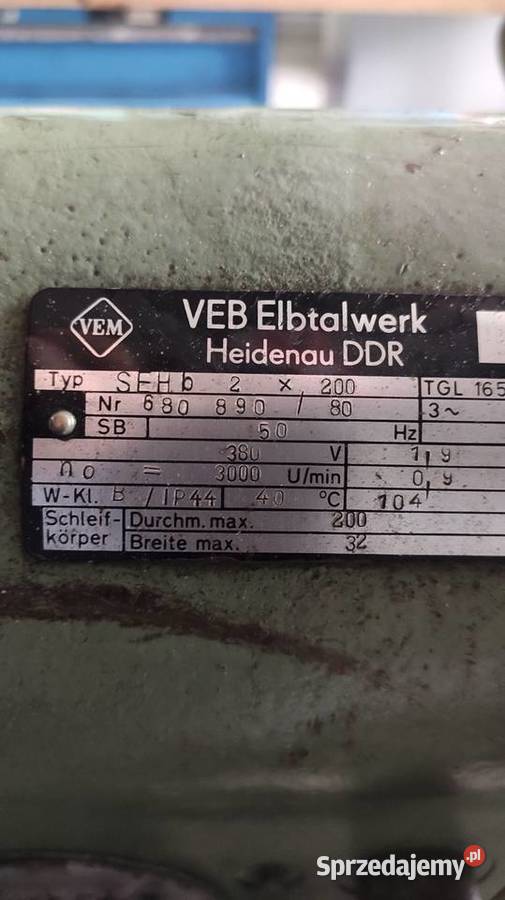 VEM
VEB Elbtalwerk
Heidenau DDR
Typ SFHb 2 x 200 TGL 165
Nr 680 890 / 80 3~
SB 50 Hz
380 V 1,9
no = 3000 U/min 0,9
W-Kl. B / IP44 40 °C 104
Schleif- Durchm. max. 200
körper Breite max. 32
Sprzedajemy.pl